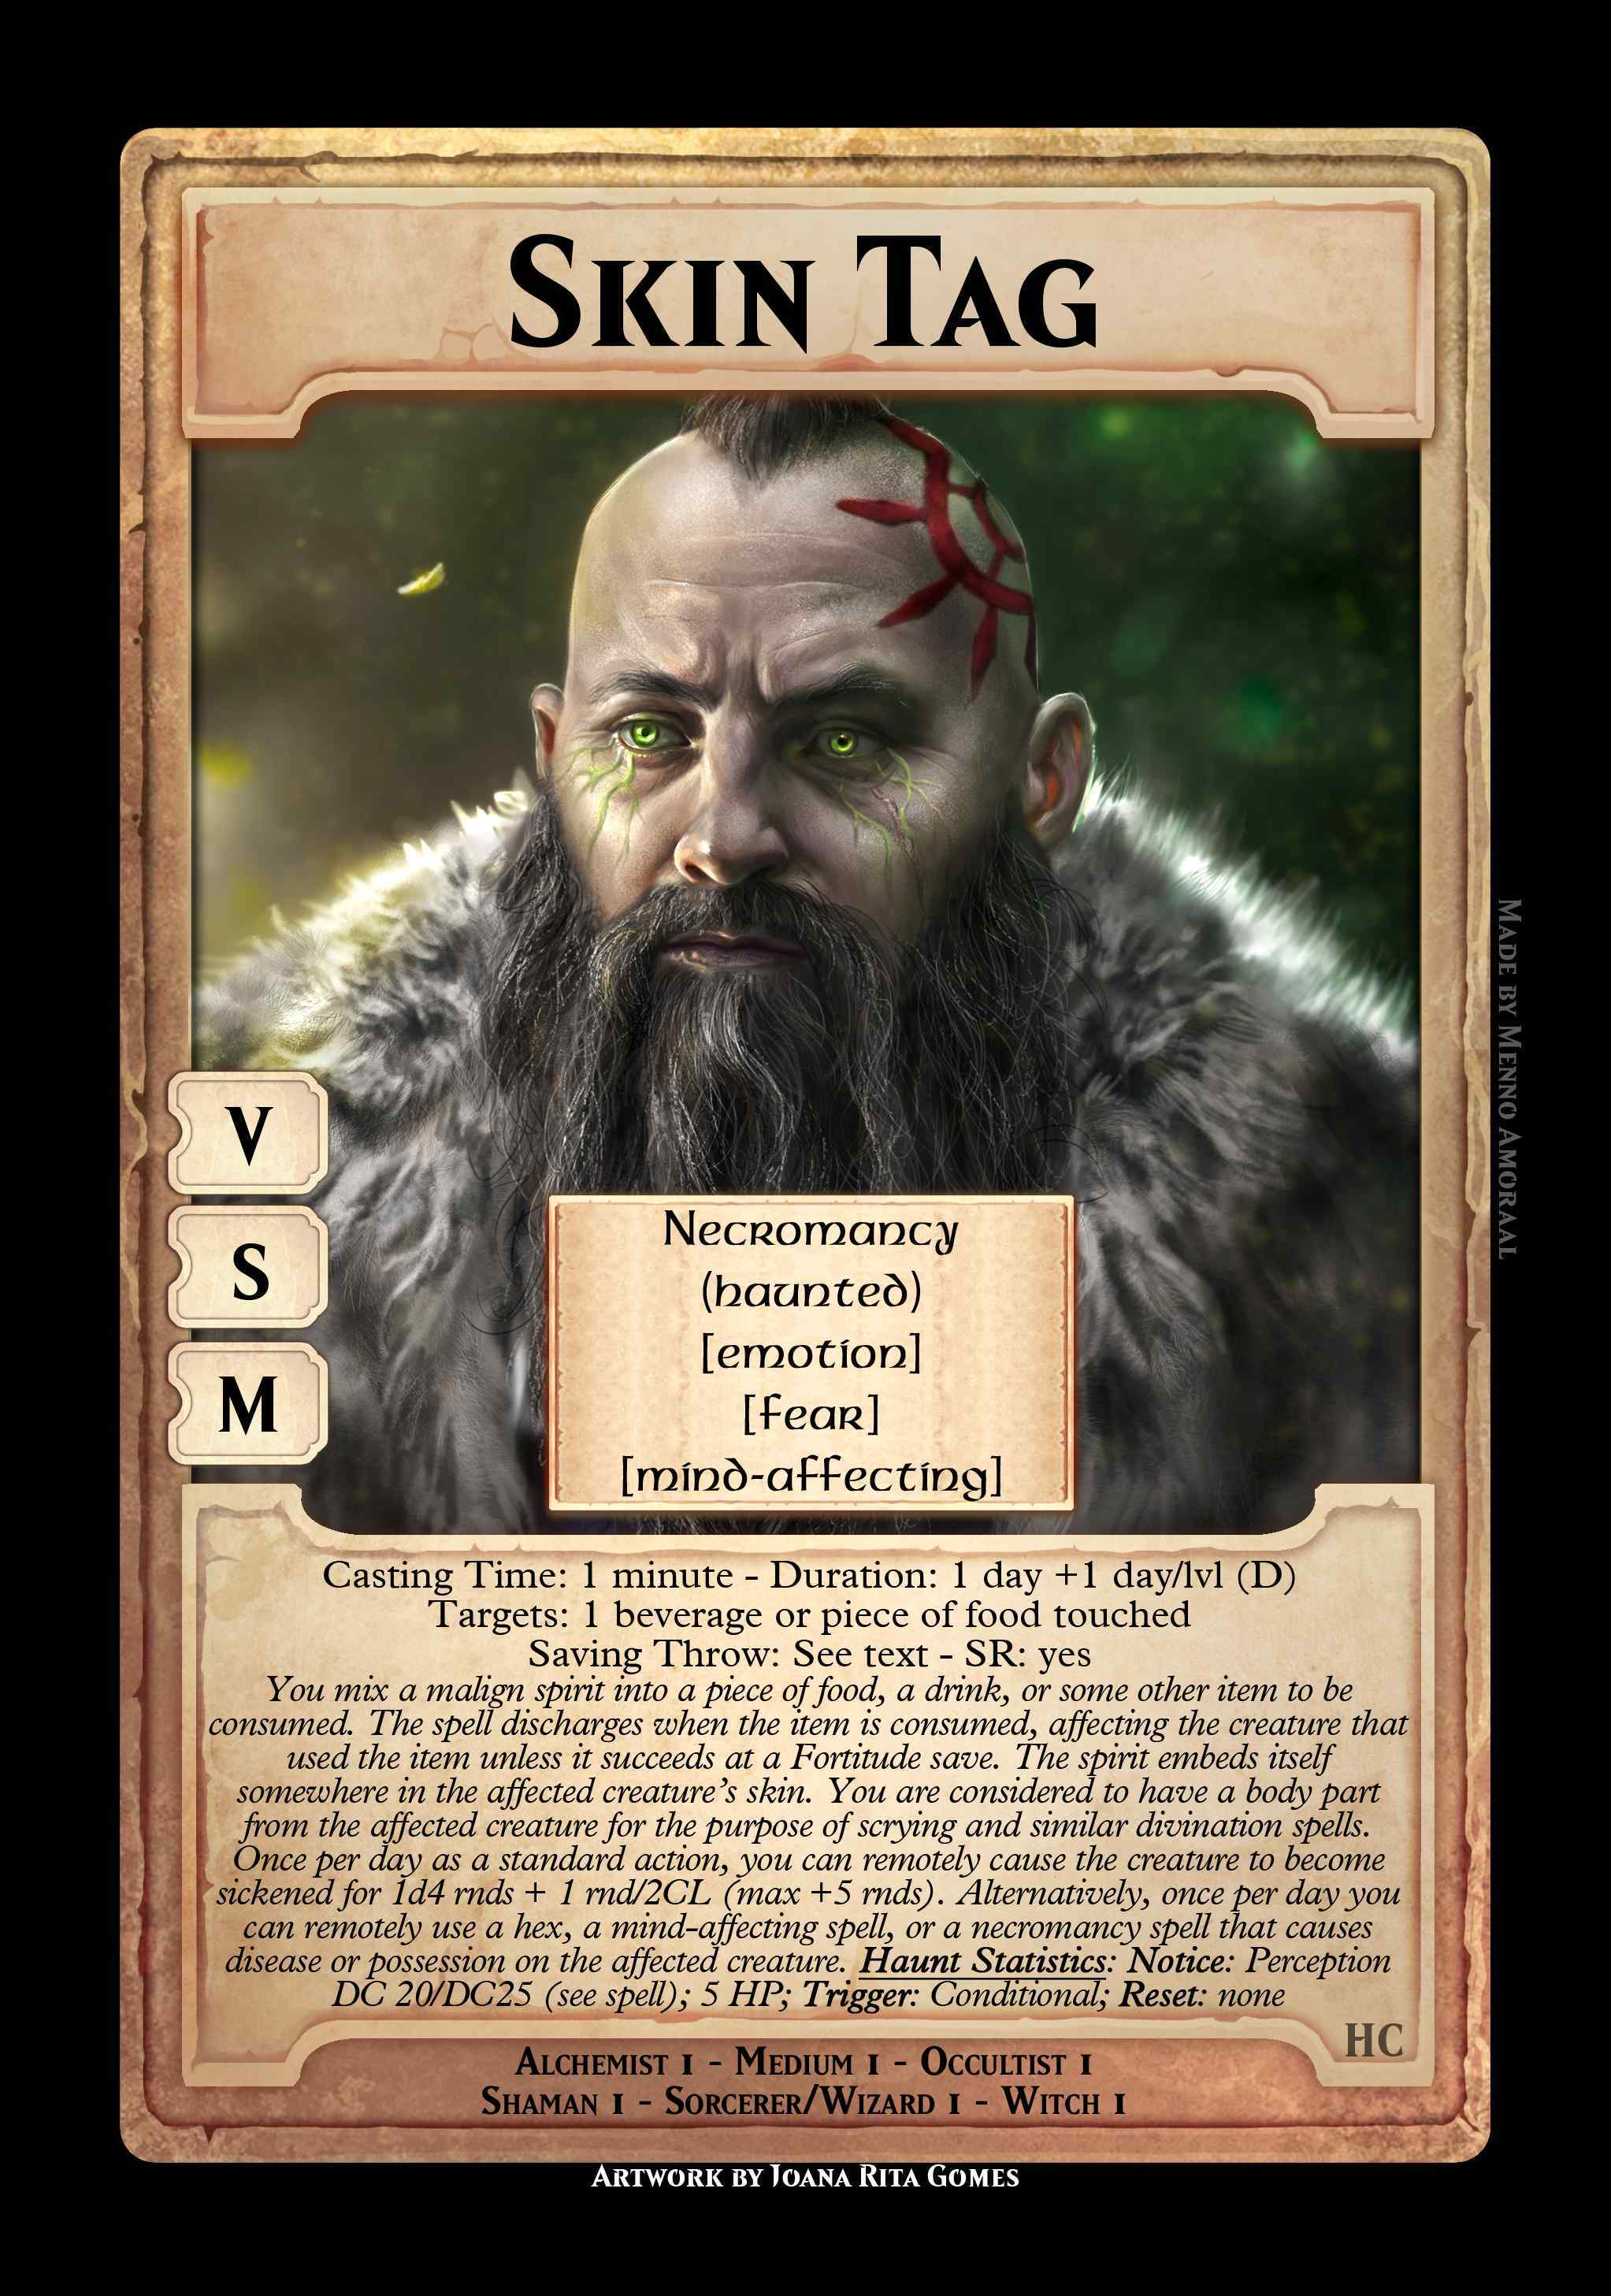 Skin Tag
V
S
M
Necromancy
(haunted)
[emotion]
[fear]
[mind-affecting]
Casting Time: 1 minute - Duration: 1 day +1 day/lvl (D)
Targets: 1 beverage or piece of food touched
Saving Throw: See text - SR: yes
You mix a malign spirit into a piece of food, a drink, or some other item to be
consumed. The spell discharges when the item is consumed, affecting the creature that
used the item unless it succeeds at a Fortitude save. The spirit embeds itself
somewhere in the affected creature's skin. You are considered to have a body part
from the affected creature for the purpose of scrying and similar divination spells.
Once per day as a standard action, you can remotely cause the creature to become
sickened for 1d4 rnds + 1 rnd/2CL (max +5 rnds). Alternatively, once per day you
can remotely use a hex, a mind-affecting spell, or a necromancy spell that causes
disease or possession on the affected creature. Haunt Statistics: Notice: Perception
DC 20/DC25 (see spell); 5 HP; Trigger: Conditional; Reset: none
HC
Alchemist 1 - Medium 1 - Occultist 1
Shaman 1 - Sorcerer/Wizard 1 - Witch 1
Artwork by Joana Rita Gomes
Made by Menno Amoraal